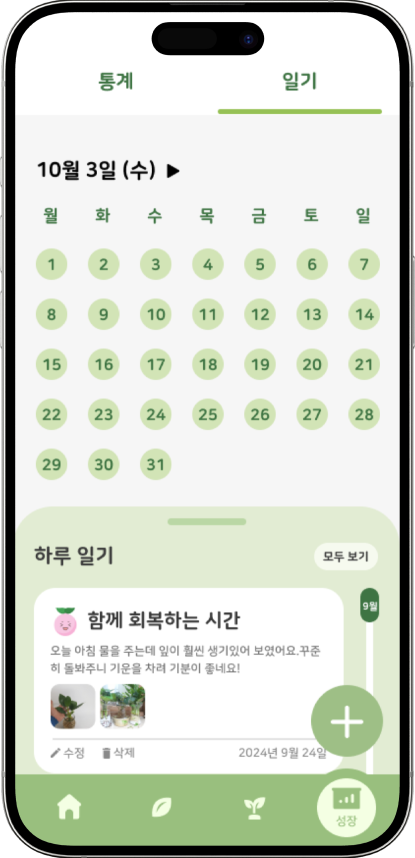 통계 일기
10월 3일 (수) ▶
월 화 수 목 금 토 일
1 2 3 4 5 6 7
8 9 10 11 12 13 14
15 16 17 18 19 20 21
22 23 24 25 26 27 28
29 30 31
하루 일기 모두 보기
9월
함께 회복하는 시간
오늘 아침 물을 주는데 잎이 훨씬 생기있어 보였어요.꾸준
히 돌봐주니 기운을 차려 기분이 좋네요!
수정 삭제 2024년 9월 24일
성장